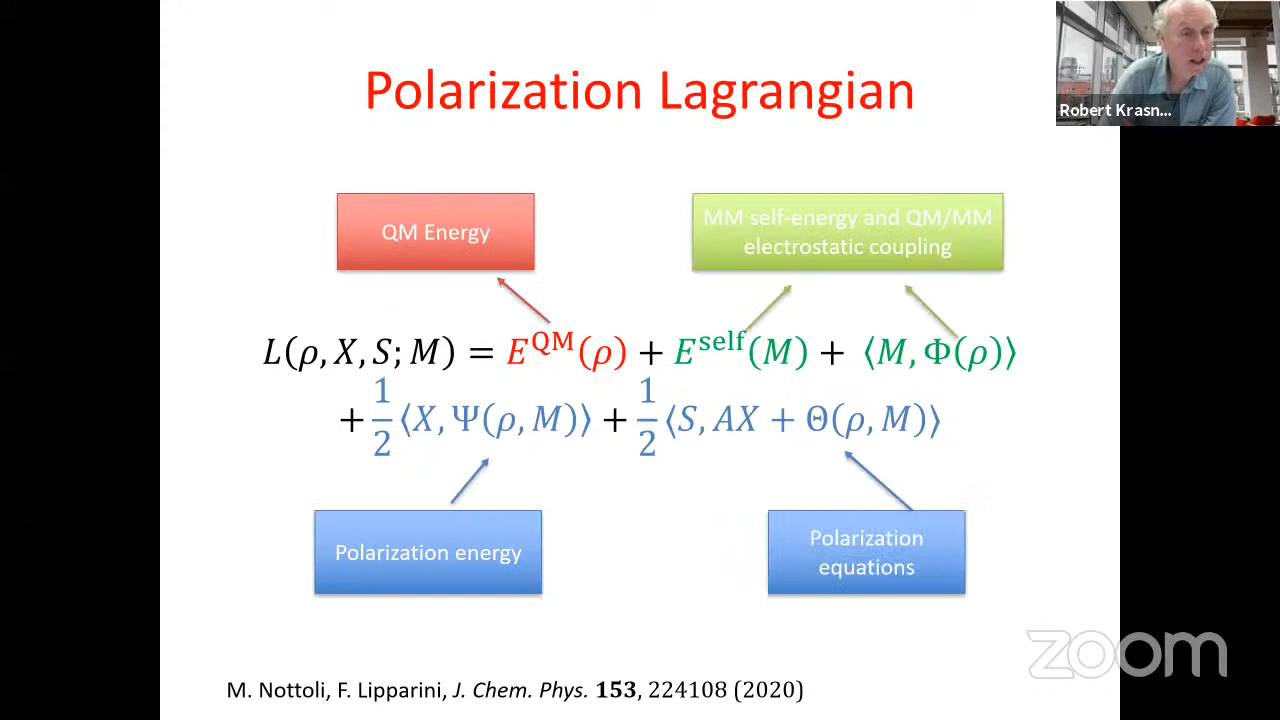 Polarization Lagrangian
Robert Krasn...
QM Energy
MM self-energy and QM/MM
electrostatic coupling
L(ρ, X, S; M) = E^QM(ρ) + E^self(M) + ⟨M, Φ(ρ)⟩
+ 1/2 ⟨X, Ψ(ρ, M)⟩ + 1/2 ⟨S, AX + Θ(ρ, M)⟩
Polarization energy
Polarization
equations
zoom
M. Nottoli, F. Lipparini, J. Chem. Phys. 153, 224108 (2020)